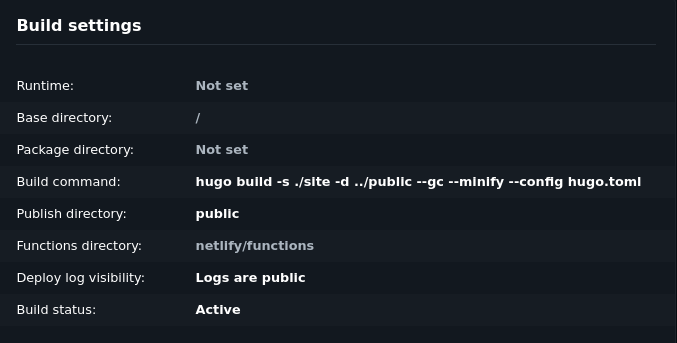 Build settings
Runtime: Not set
Base directory: /
Package directory: Not set
Build command: hugo build -s ./site -d ../public --gc --minify --config hugo.toml
Publish directory: public
Functions directory: netlify/functions
Deploy log visibility: Logs are public
Build status: Active